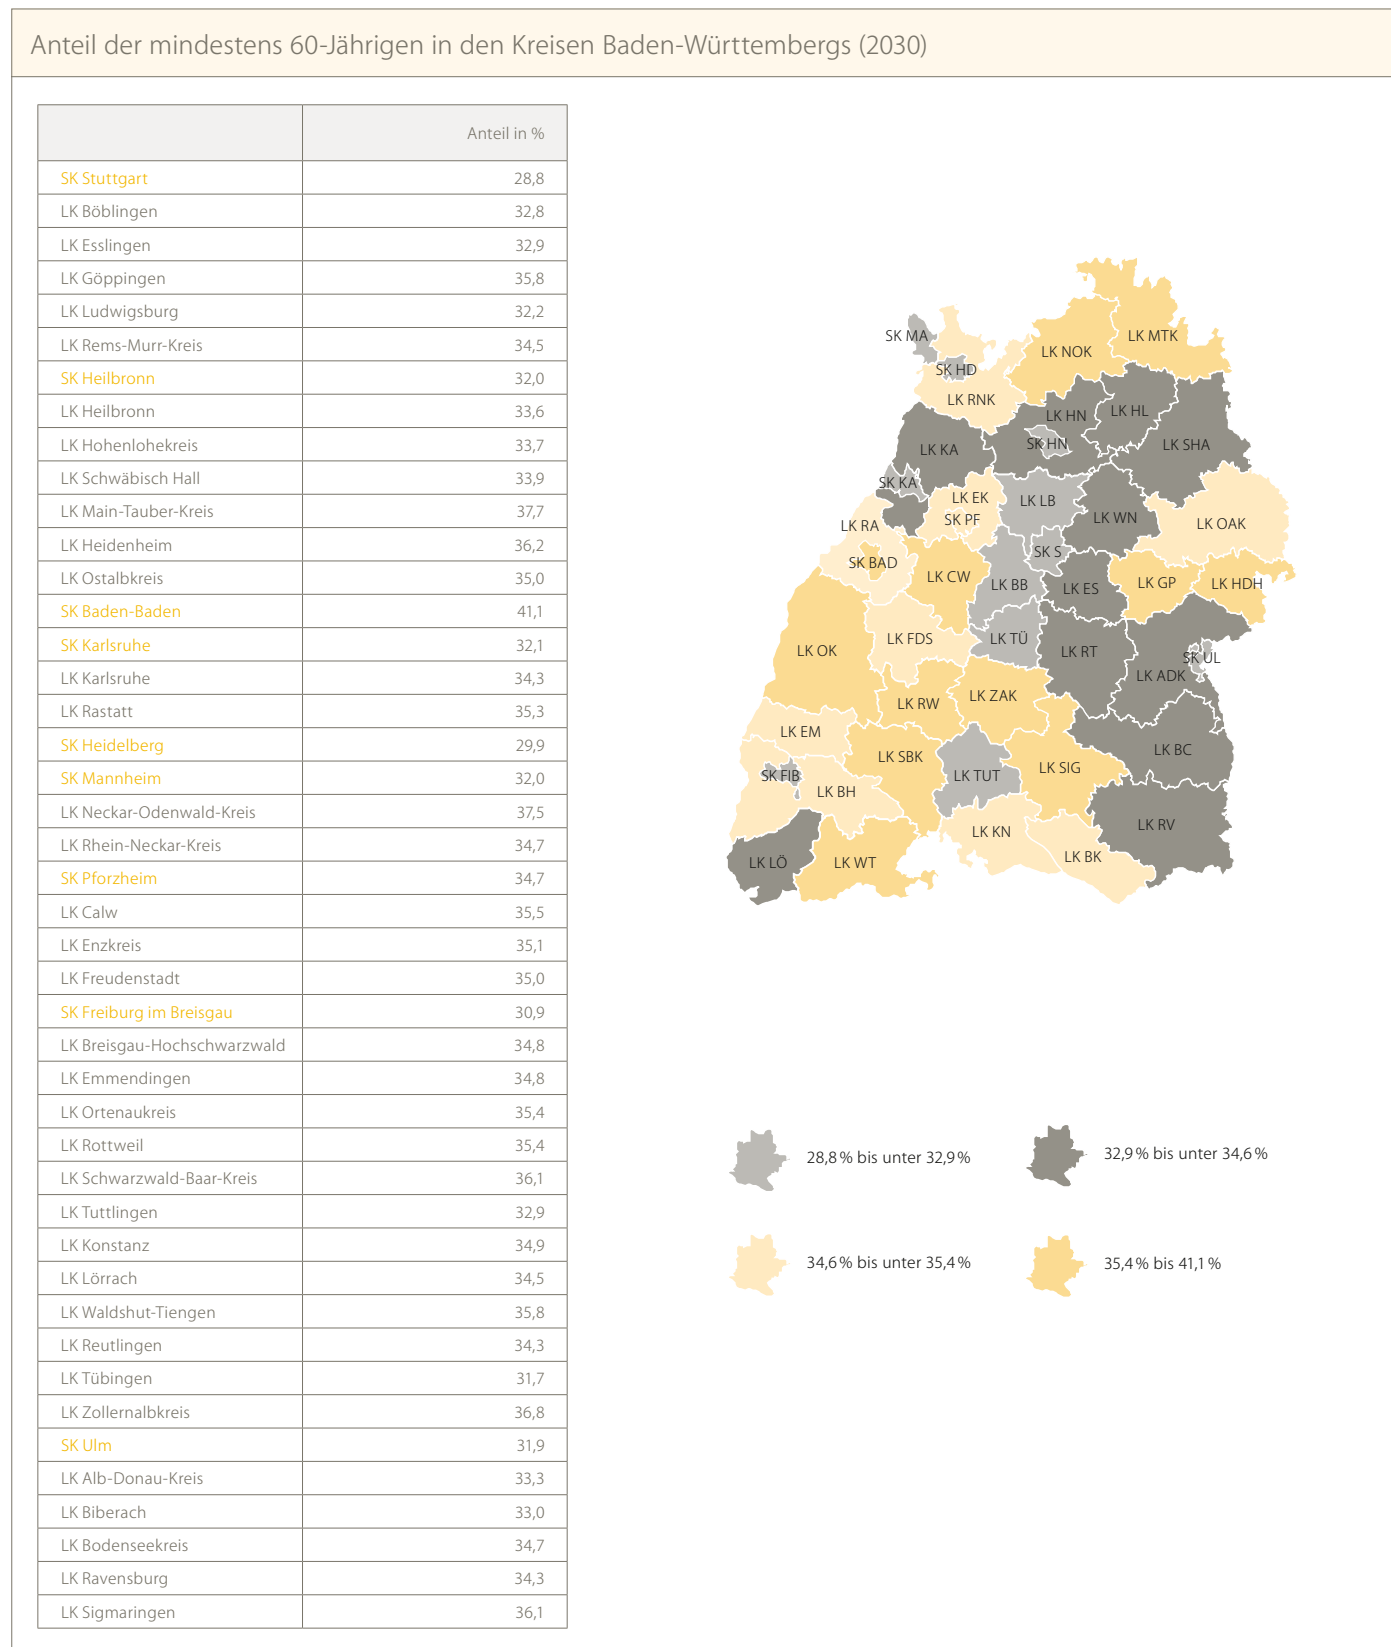 Anteil der mindestens 60-Jährigen in den Kreisen Baden-Württembergs (2030)
Anteil in %
SK Stuttgart 28,8
LK Böblingen 32,8
LK Esslingen 32,9
LK Göppingen 35,8
LK Ludwigsburg 32,2
LK Rems-Murr-Kreis 34,5
SK Heilbronn 32,0
LK Heilbronn 33,6
LK Hohenlohekreis 33,7
LK Schwäbisch Hall 33,9
LK Main-Tauber-Kreis 37,7
LK Heidenheim 36,2
LK Ostalbkreis 35,0
SK Baden-Baden 41,1
SK Karlsruhe 32,1
LK Karlsruhe 34,3
LK Rastatt 35,3
SK Heidelberg 29,9
SK Mannheim 32,0
LK Neckar-Odenwald-Kreis 37,5
LK Rhein-Neckar-Kreis 34,7
SK Pforzheim 34,7
LK Calw 35,5
LK Enzkreis 35,1
LK Freudenstadt 35,0
SK Freiburg im Breisgau 30,9
LK Breisgau-Hochschwarzwald 34,8
LK Emmendingen 34,8
LK Ortenaukreis 35,4
LK Rottweil 35,4
LK Schwarzwald-Baar-Kreis 36,1
LK Tuttlingen 32,9
LK Konstanz 34,9
LK Lörrach 34,5
LK Waldshut-Tiengen 35,8
LK Reutlingen 34,3
LK Tübingen 31,7
LK Zollernalbkreis 36,8
SK Ulm 31,9
LK Alb-Donau-Kreis 33,3
LK Biberach 33,0
LK Bodenseekreis 34,7
LK Ravensburg 34,3
LK Sigmaringen 36,1
SK MA
LK MTK
LK NOK
SK HD
LK RNK
LK HN
LK HL
SK HN
LK SHA
LK KA
SK KA
LK EK
LK LB
LK WN
SK PF
LK RA
LK OAK
SK S
SK BAD
LK CW
LK BB
LK ES
LK GP
LK HDH
LK FDS
LK TÜ
LK OK
LK RT
SK UL
LK ADK
LK RW
LK ZAK
LK EM
LK SBK
LK BC
SK FIB
LK TUT
LK SIG
LK BH
LK KN
LK RV
LK BK
LK LÖ
LK WT
28,8 % bis unter 32,9 %
32,9 % bis unter 34,6 %
34,6 % bis unter 35,4 %
35,4 % bis 41,1 %